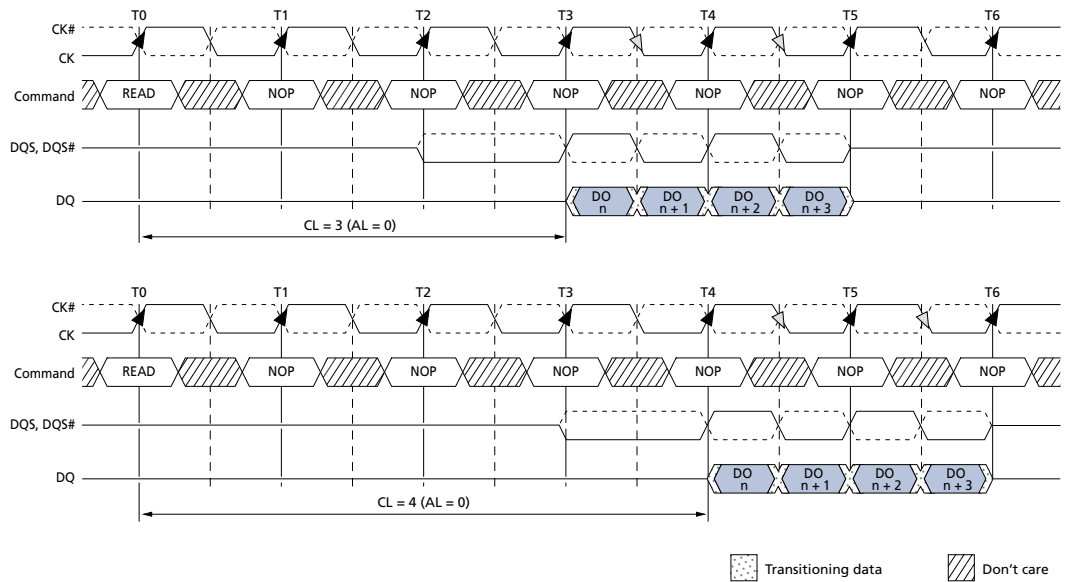 T0 T1 T2 T3 T4 T5 T6
CK#
CK
Command READ NOP NOP NOP NOP NOP NOP
DQS, DQS#
DQ DO n DO n + 1 DO n + 2 DO n + 3
CL = 3 (AL = 0)
T0 T1 T2 T3 T4 T5 T6
CK#
CK
Command READ NOP NOP NOP NOP NOP NOP
DQS, DQS#
DQ DO n DO n + 1 DO n + 2 DO n + 3
CL = 4 (AL = 0)
Transitioning data Don't care